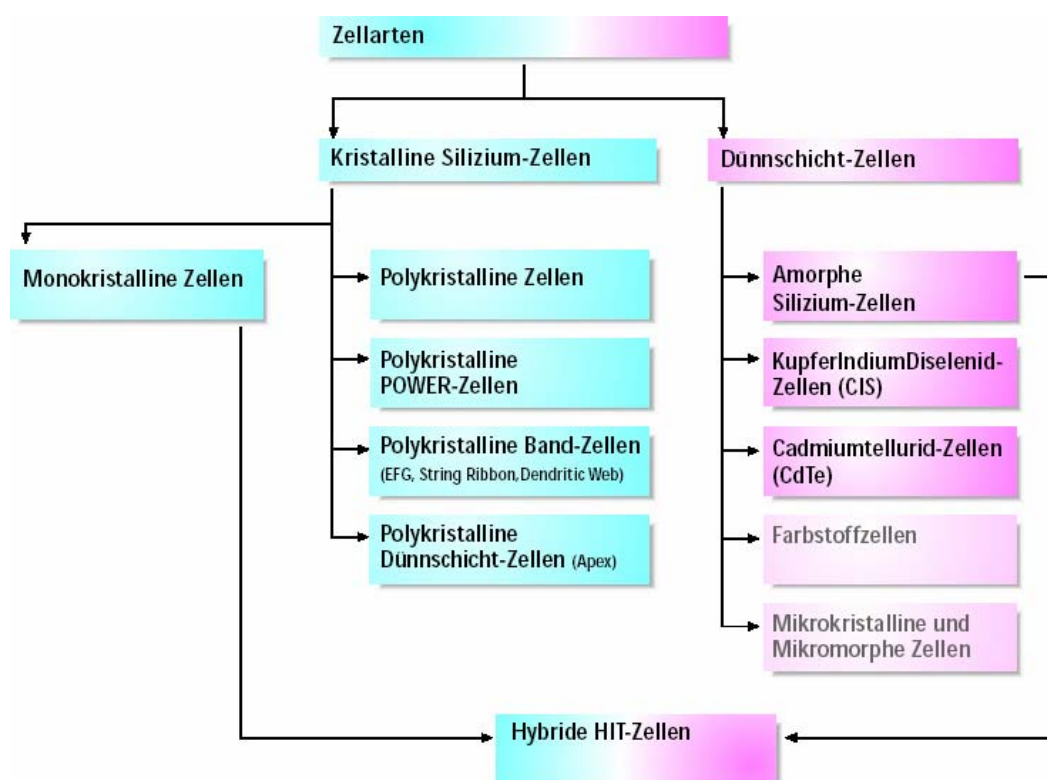 Zellarten
Kristalline Silizium-Zellen
Dünnschicht-Zellen
Monokristalline Zellen
Polykristalline Zellen
Polykristalline
POWER-Zellen
Polykristalline Band-Zellen
(EFG, String Ribbon, Dendritic Web)
Polykristalline
Dünnschicht-Zellen (Apex)
Amorphe
Silizium-Zellen
KupferIndiumDiselenid-
Zellen (CIS)
Cadmiumtellurid-Zellen
(CdTe)
Farbstoffzellen
Mikrokristalline und
Mikromorphe Zellen
Hybride HIT-Zellen